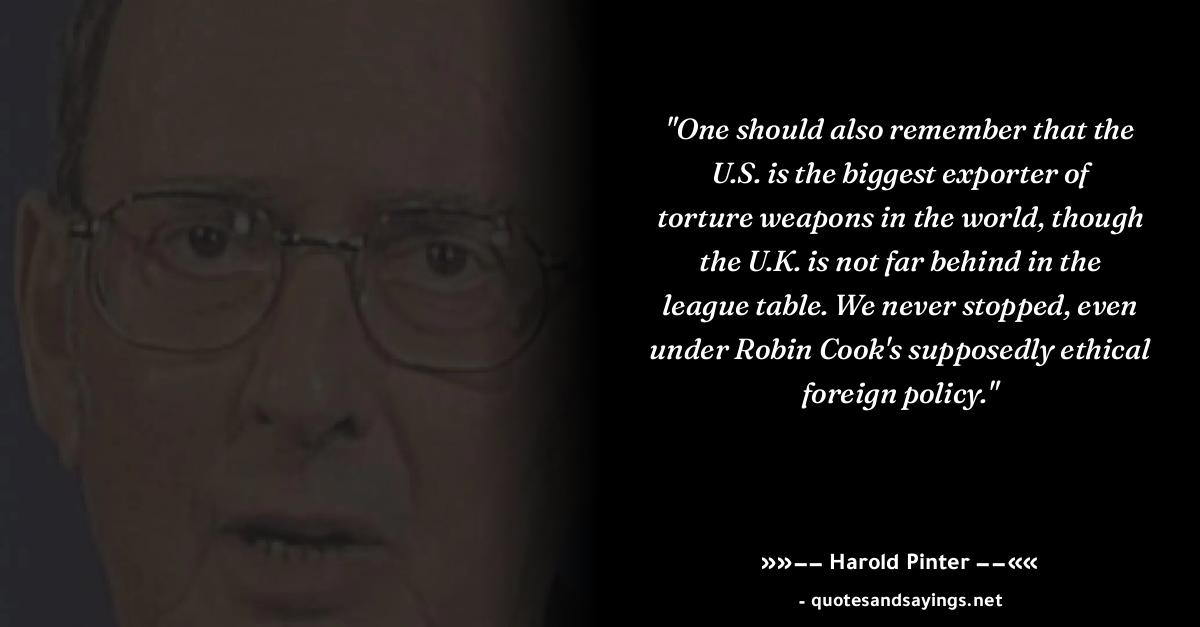 "One should also remember that the
U.S. is the biggest exporter of
torture weapons in the world, though
the U.K. is not far behind in the
league table. We never stopped, even
under Robin Cook's supposedly ethical
foreign policy."
»»–– Harold Pinter ––««
- quotesandsayings.net